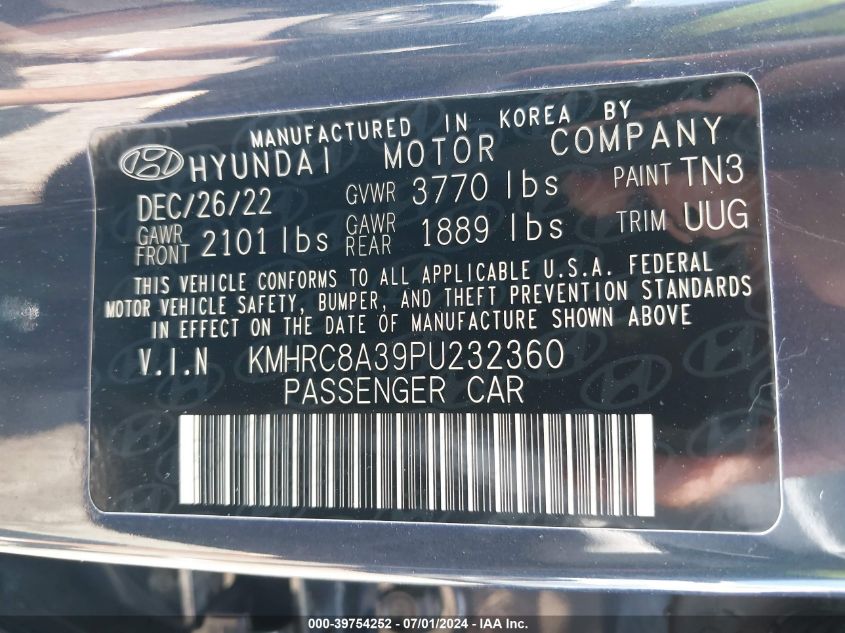 MANUFACTURED IN KOREA BY
HYUNDAI MOTOR COMPANY
DEC/26/22 GVWR 3770 lbs PAINT TN3
GAWR FRONT 2101 lbs GAWR REAR 1889 lbs TRIM UUG
THIS VEHICLE CONFORMS TO ALL APPLICABLE U.S.A. FEDERAL
MOTOR VEHICLE SAFETY, BUMPER, AND THEFT PREVENTION STANDARDS
IN EFFECT ON THE DATE OF MANUFACTURE SHOWN ABOVE
V.I.N KMHRC8A39PU232360
PASSENGER CAR
000-39754252 - 07/01/2024 - IAA Inc.